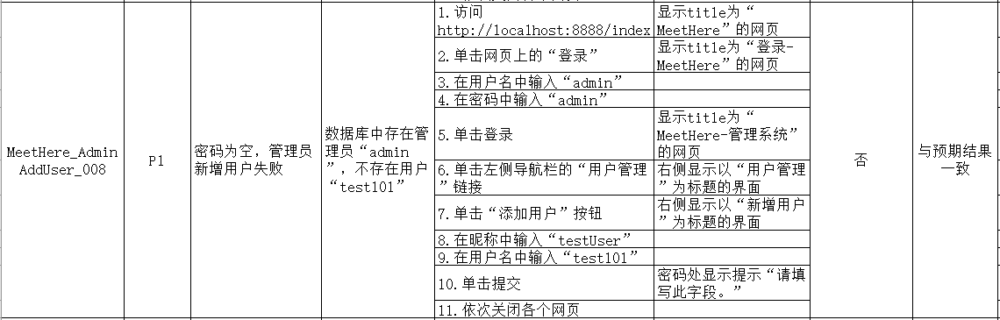 MeetHere_Admin
AddUser_008
P1
密码为空，管理员
新增用户失败
数据库中存在管
理员“admin
”，不存在用户
“test101”
1.访问
http://localhost:8888/index
显示title为“
MeetHere”的网页
2.单击网页上的“登录”
显示title为“登录-
MeetHere”的网页
3.在用户名中输入“admin”
4.在密码中输入“admin”
5.单击登录
显示title为“
MeetHere-管理系统”
的网页
6.单击左侧导航栏的“用户管理
”链接
右侧显示以“用户管理
”为标题的界面
7.单击“添加用户”按钮
右侧显示以“新增用户
”为标题的界面
8.在昵称中输入“testUser”
9.在用户名中输入“test101”
10.单击提交
密码处显示提示“请填
写此字段。”
11.依次关闭各个网页
否
与预期结果
一致